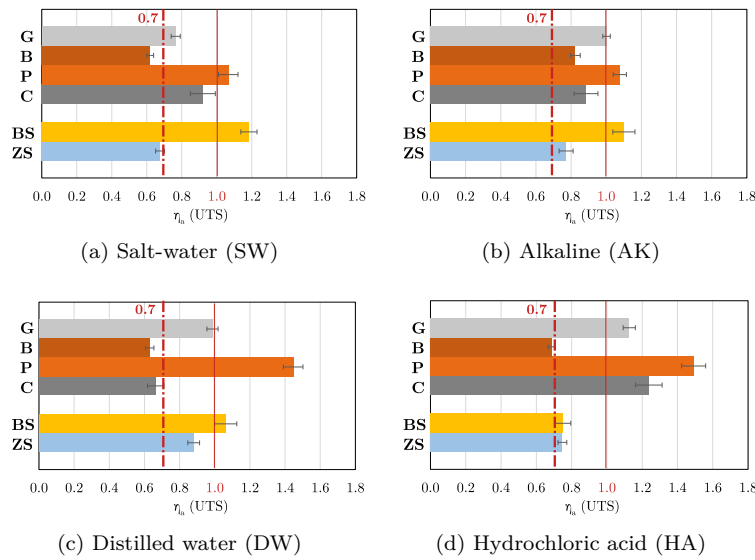 0.7
G
B
P
C
BS
ZS
0.0 0.2 0.4 0.6 0.8 1.0 1.2 1.4 1.6 1.8
ηia (UTS)
(a) Salt-water (SW)
0.7
G
B
P
C
BS
ZS
0.0 0.2 0.4 0.6 0.8 1.0 1.2 1.4 1.6 1.8
ηia (UTS)
(b) Alkaline (AK)
0.7
G
B
P
C
BS
ZS
0.0 0.2 0.4 0.6 0.8 1.0 1.2 1.4 1.6 1.8
ηia (UTS)
(c) Distilled water (DW)
0.7
G
B
P
C
BS
ZS
0.0 0.2 0.4 0.6 0.8 1.0 1.2 1.4 1.6 1.8
ηia (UTS)
(d) Hydrochloric acid (HA)